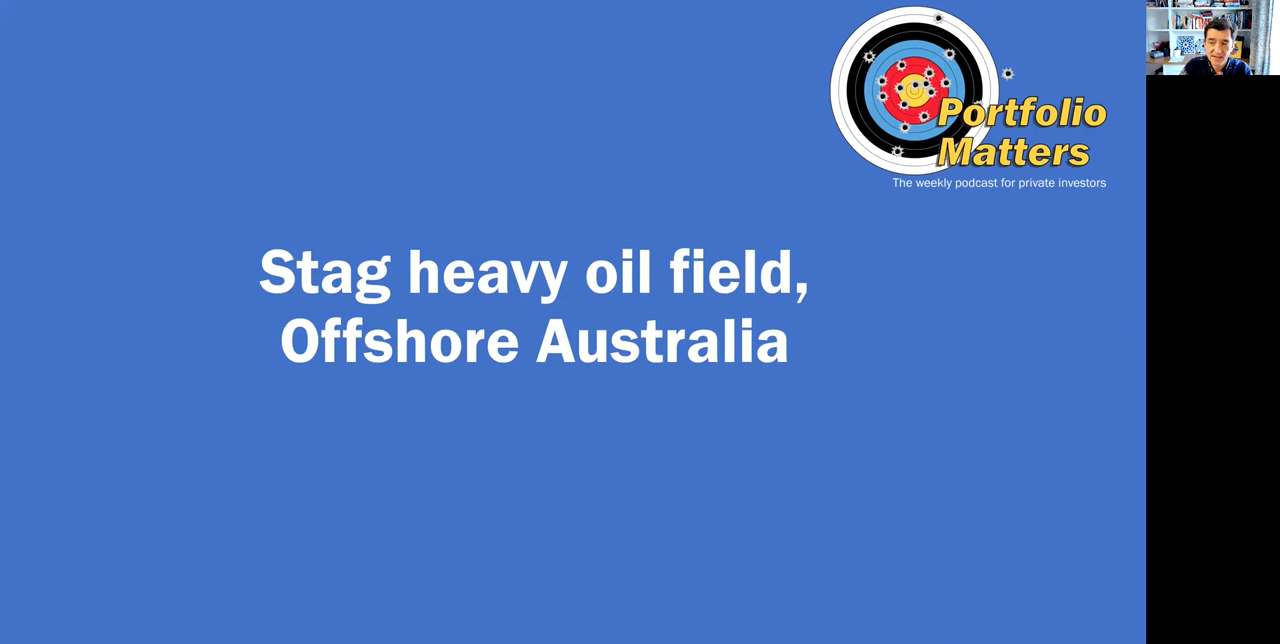 Portfolio
Matters
The weekly podcast for private investors
Stag heavy oil field,
Offshore Australia